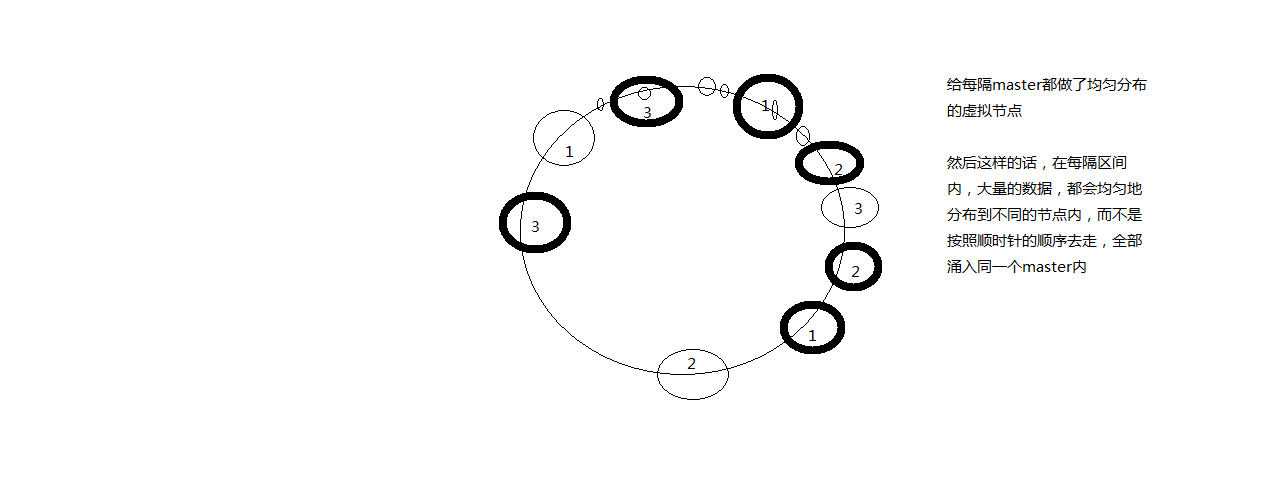 3
1
1
3
2
3
2
1
2
给每隔master都做了均匀分布
的虚拟节点
然后这样的话，在每隔区间
内，大量的数据，都会均匀地
分布到不同的节点内，而不是
按照顺时针的顺序去走，全部
涌入同一个master内